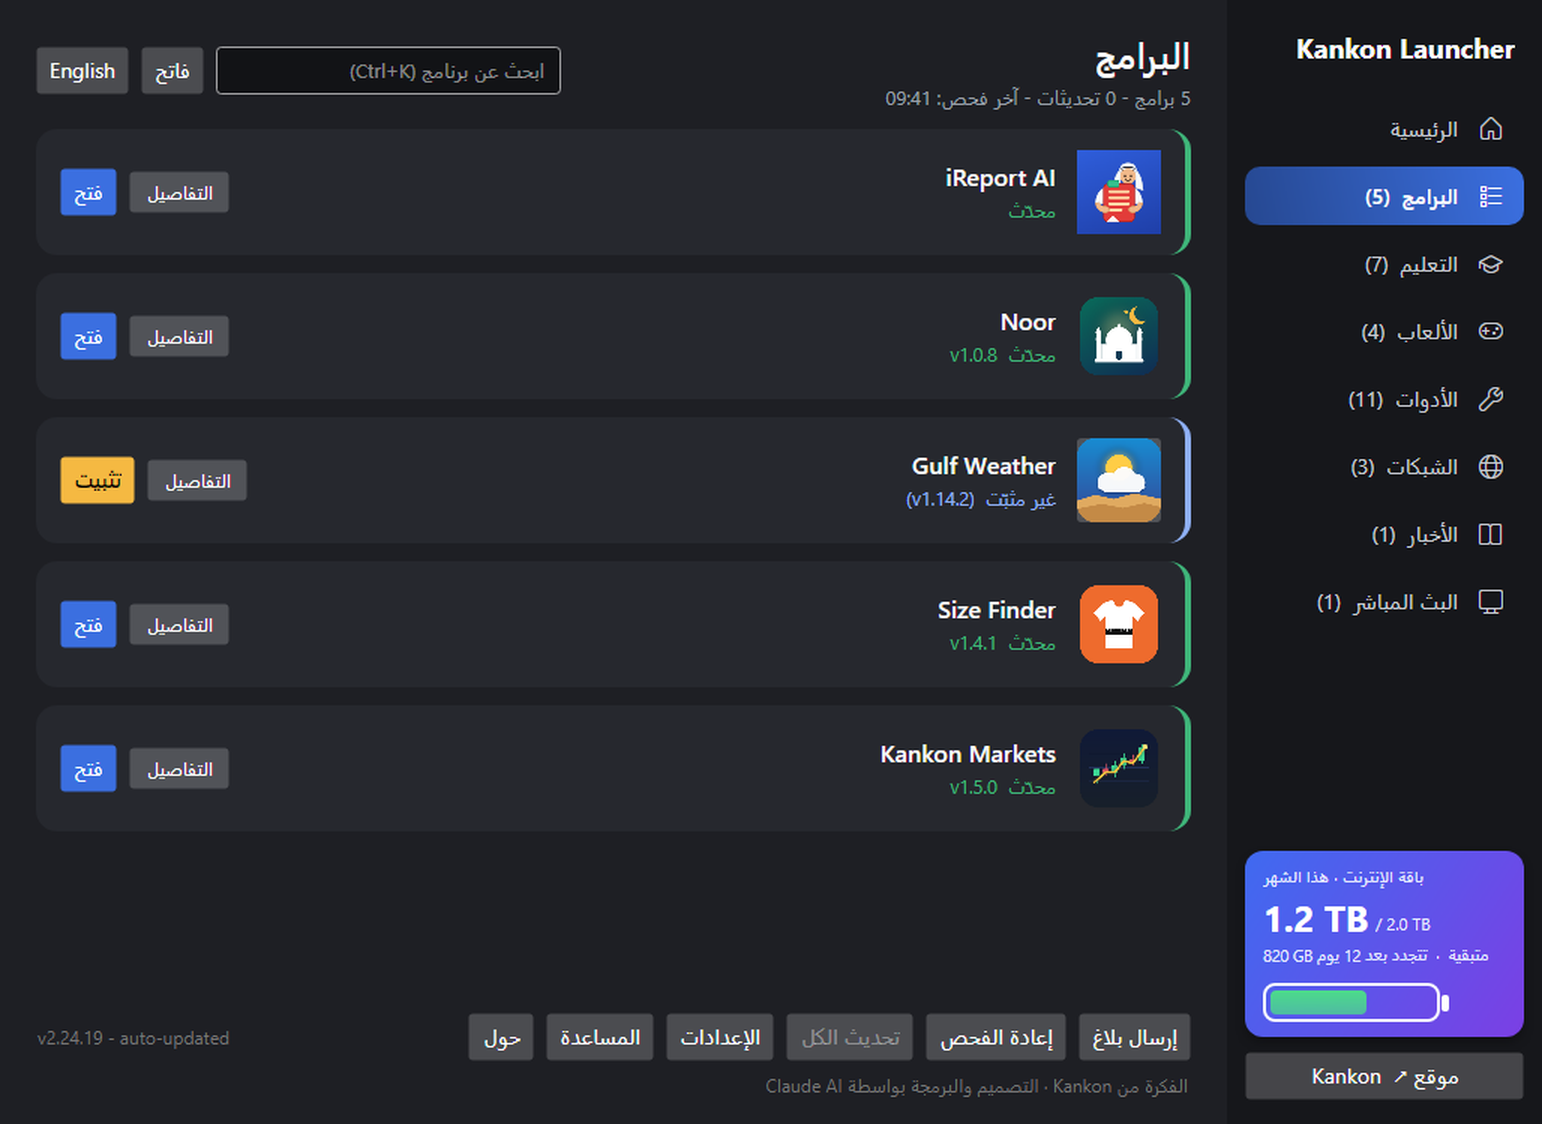 Kankon Launcher
الرئيسية
البرامج (5)
التعليم (7)
الألعاب (4)
الأدوات (11)
الشبكات (3)
الأخبار (1)
البث المباشر (1)
باقة الإنترنت · هذا الشهر
1.2 TB / 2.0 TB
820 GB متبقية · تتجدد بعد 12 يوم
موقع Kankon ↗
البرامج
5 برامج - 0 تحديثات - آخر فحص: 09:41
ابحث عن برنامج (Ctrl+K)
فاتح
English
iReport AI
محدّث
التفاصيل
فتح
Noor
محدّث v1.0.8
التفاصيل
فتح
Gulf Weather
غير مثبّت (v1.14.2)
التفاصيل
تثبيت
Size Finder
محدّث v1.4.1
التفاصيل
فتح
Kankon Markets
محدّث v1.5.0
التفاصيل
فتح
إرسال بلاغ
إعادة الفحص
تحديث الكل
الإعدادات
المساعدة
حول
v2.24.19 - auto-updated
الفكرة من Kankon · التصميم والبرمجة بواسطة Claude AI